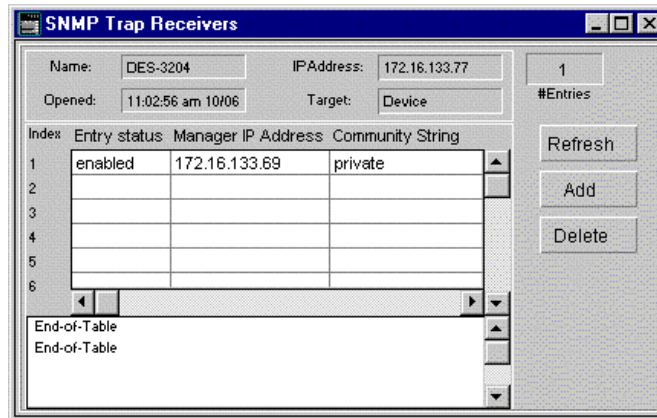 SNMP Trap Receivers
Name: DES-3204 IPAddress: 172.16.133.77 1
Opened: 11:02:56 am 10/06 Target: Device #Entries
Index Entry status Manager IP Address Community String
1 enabled 172.16.133.69 private
2
3
4
5
6
Refresh
Add
Delete
End-of-Table
End-of-Table